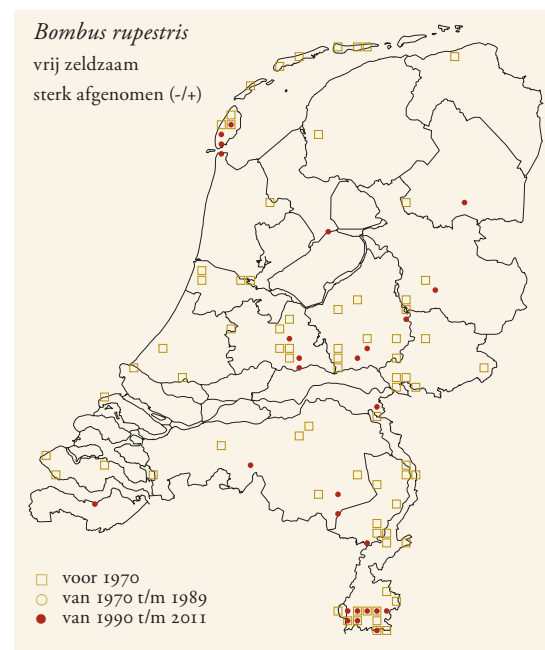 Bombus rupestris
vrij zeldzaam
sterk afgenomen (-/+)
voor 1970
van 1970 t/m 1989
van 1990 t/m 2011